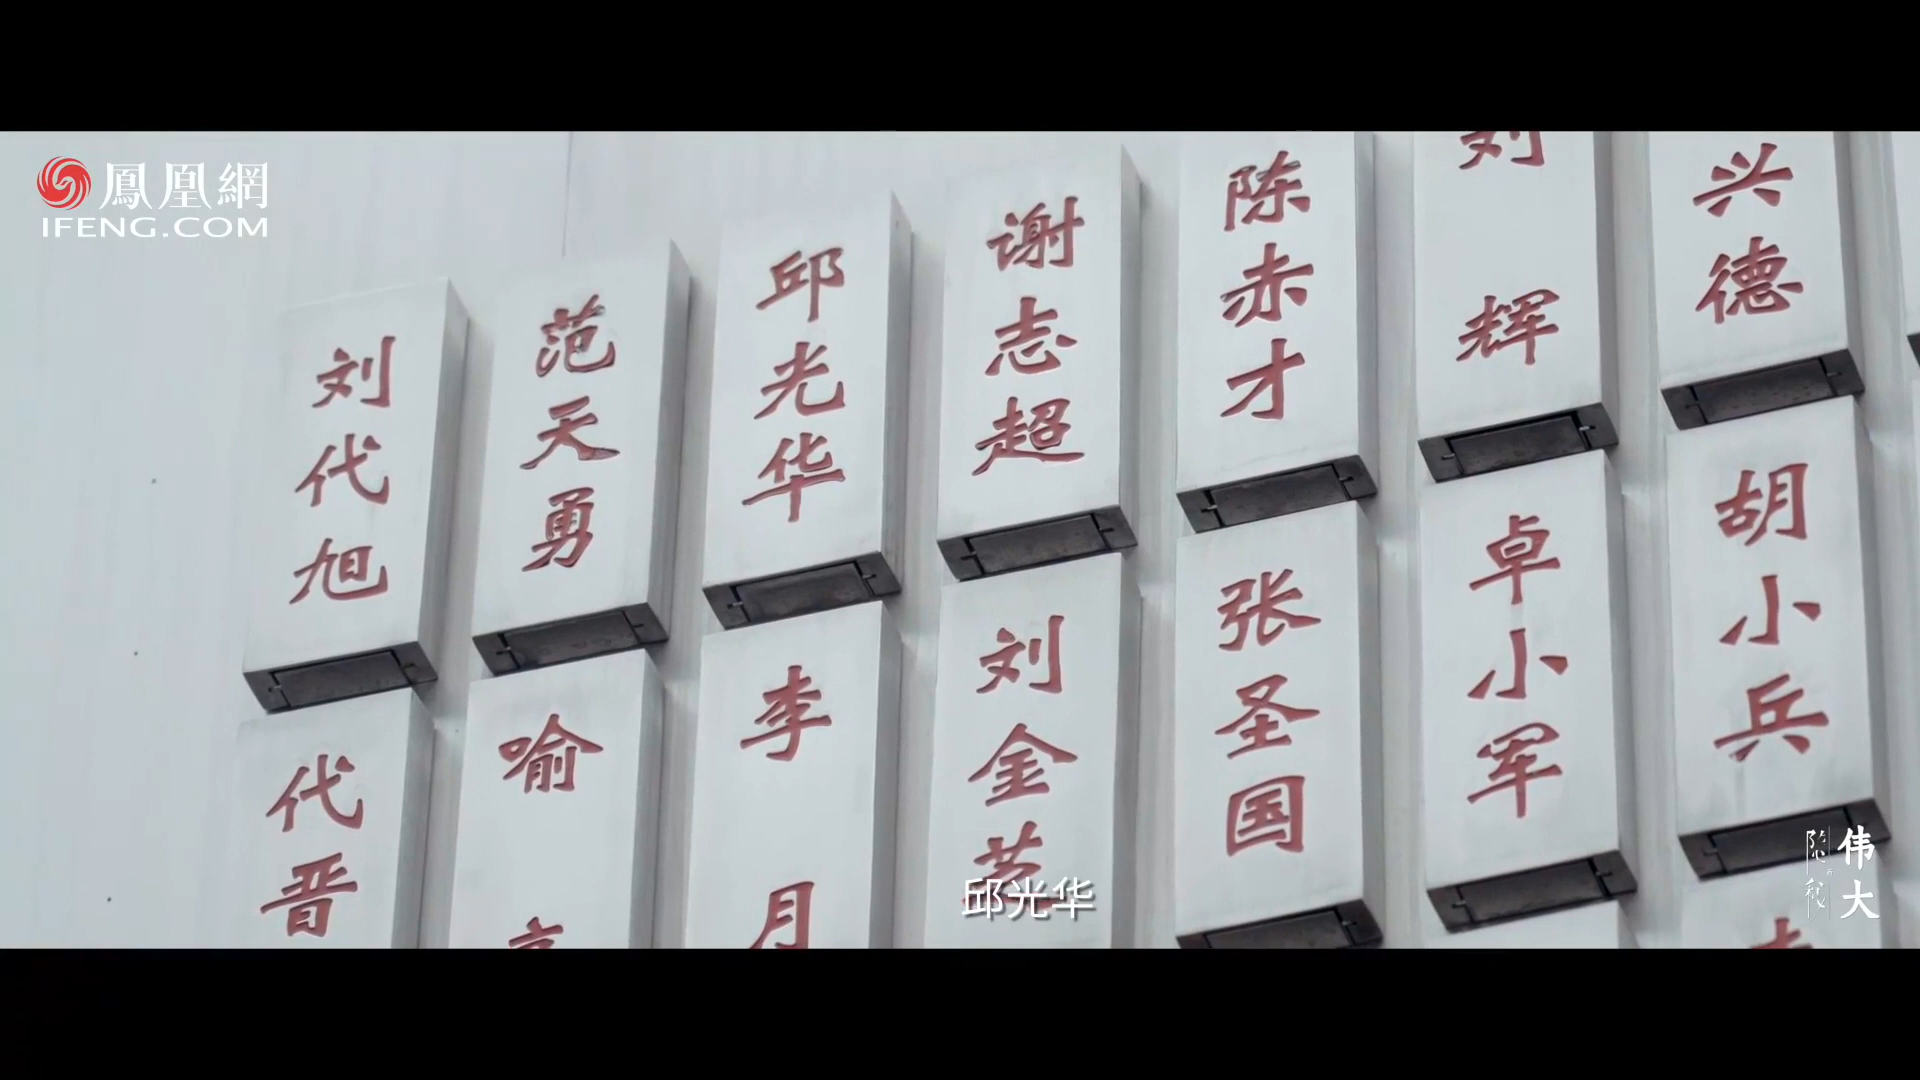 鳳凰網
IFENG.COM
刘代旭
范天勇
邱光华
谢志超
陈赤才
刘辉
兴德
代晋
喻
李月
刘金芝
张圣国
卓小军
胡小兵
邱光华
伟大